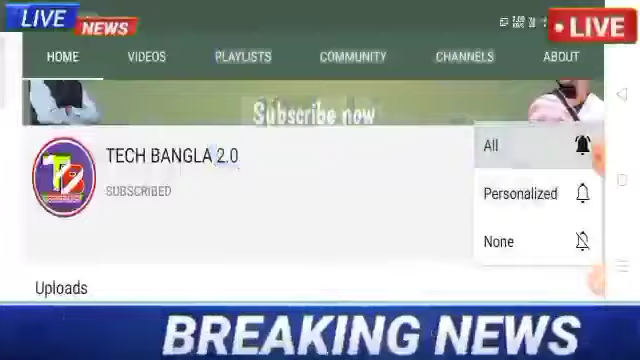 LIVE
NEWS
LIVE
HOME VIDEOS PLAYLISTS COMMUNITY CHANNELS ABOUT
Subscribe now
TECH BANGLA 2.0
SUBSCRIBED
All
Personalized
None
Uploads
BREAKING NEWS